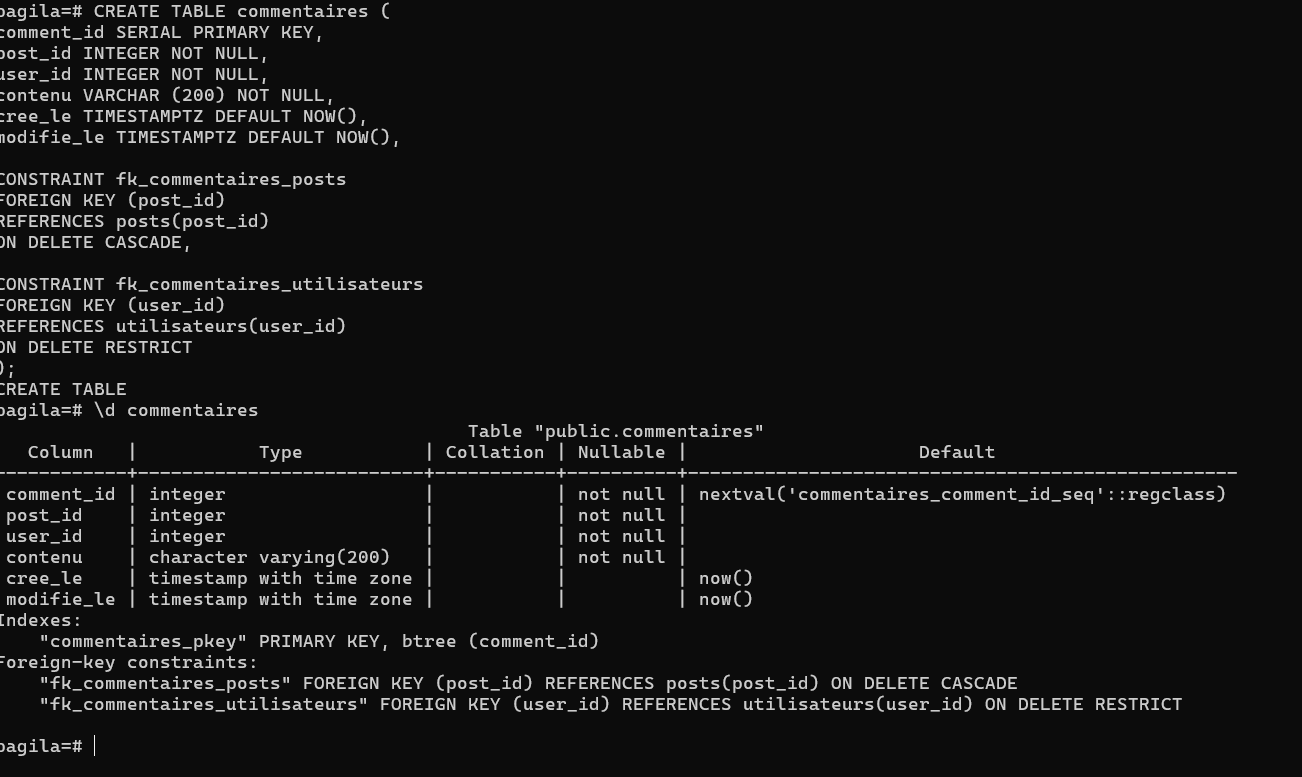 pagila=# CREATE TABLE commentaires (
comment_id SERIAL PRIMARY KEY,
post_id INTEGER NOT NULL,
user_id INTEGER NOT NULL,
contenu VARCHAR (200) NOT NULL,
cree_le TIMESTAMPTZ DEFAULT NOW(),
modifie_le TIMESTAMPTZ DEFAULT NOW(),

CONSTRAINT fk_commentaires_posts
FOREIGN KEY (post_id)
REFERENCES posts(post_id)
ON DELETE CASCADE,

CONSTRAINT fk_commentaires_utilisateurs
FOREIGN KEY (user_id)
REFERENCES utilisateurs(user_id)
ON DELETE RESTRICT
);
CREATE TABLE
pagila=# \d commentaires
                                          Table "public.commentaires"
   Column   |           Type           | Collation | Nullable |                     Default
------------+--------------------------+-----------+----------+--------------------------------------------------
 comment_id | integer                  |           | not null | nextval('commentaires_comment_id_seq'::regclass)
 post_id    | integer                  |           | not null |
 user_id    | integer                  |           | not null |
 contenu    | character varying(200)   |           | not null |
 cree_le    | timestamp with time zone |           |          | now()
 modifie_le | timestamp with time zone |           |          | now()
Indexes:
    "commentaires_pkey" PRIMARY KEY, btree (comment_id)
Foreign-key constraints:
    "fk_commentaires_posts" FOREIGN KEY (post_id) REFERENCES posts(post_id) ON DELETE CASCADE
    "fk_commentaires_utilisateurs" FOREIGN KEY (user_id) REFERENCES utilisateurs(user_id) ON DELETE RESTRICT

pagila=#